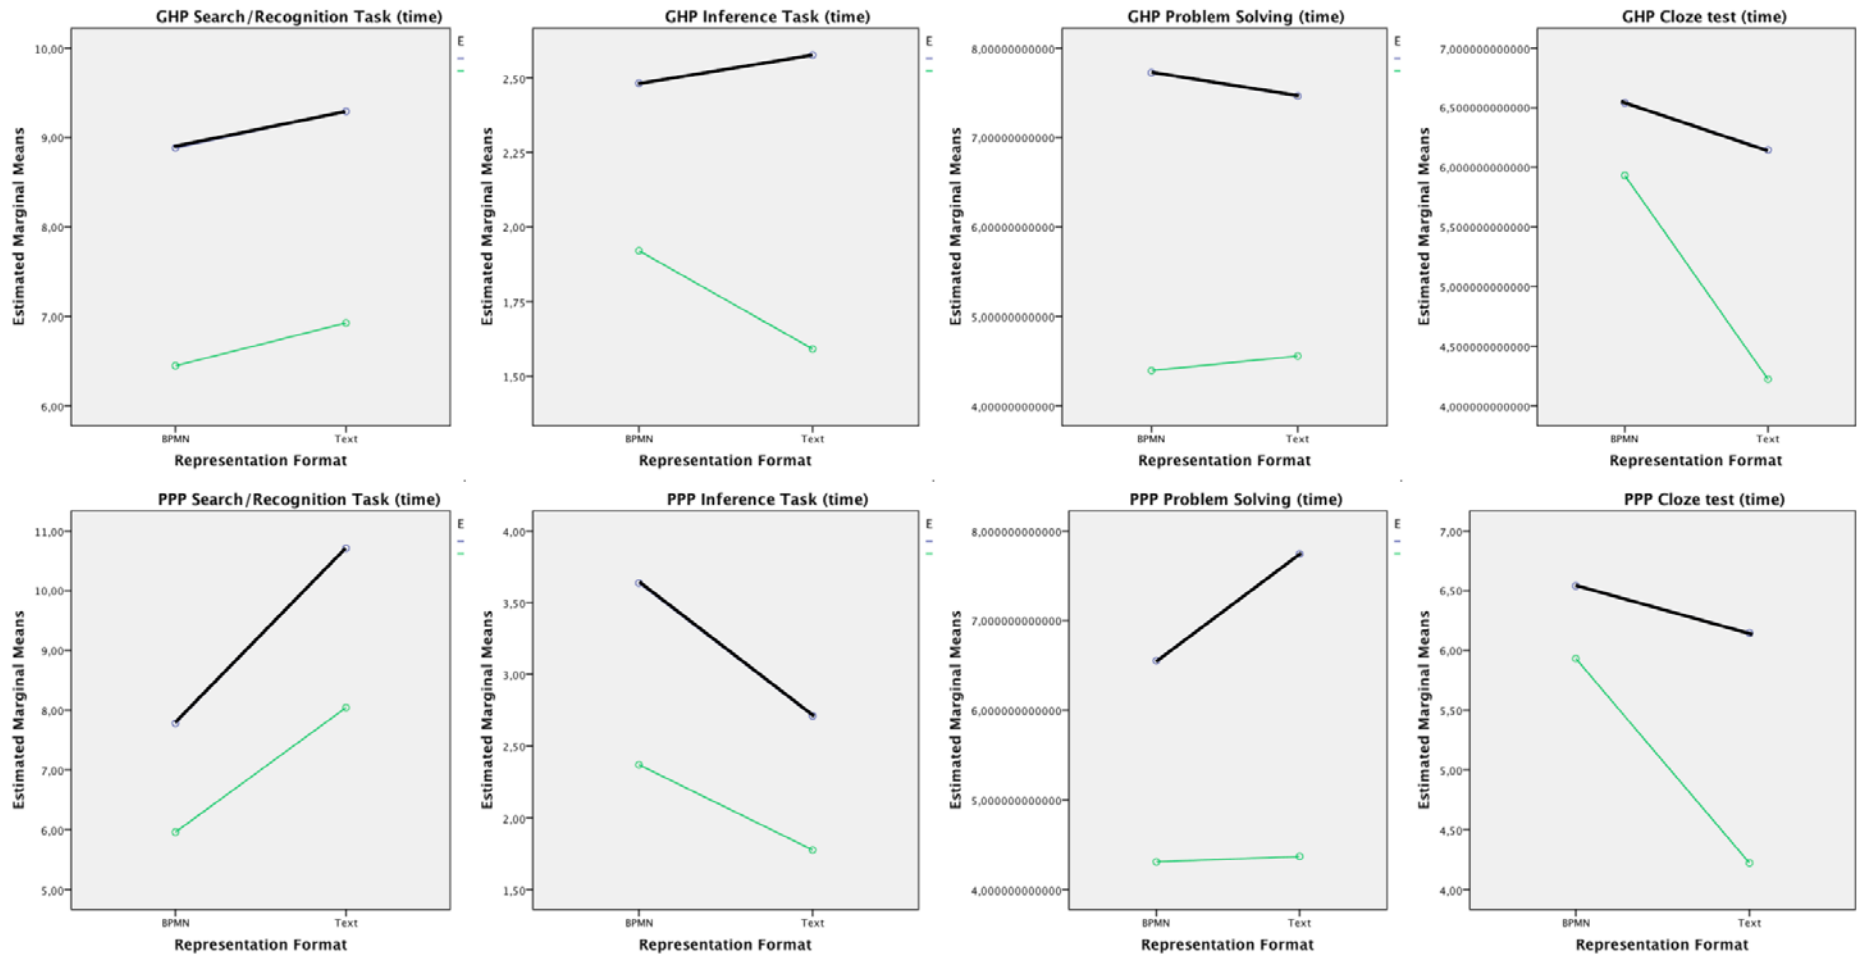 GHP Search/Recognition Task (time)
E
Estimated Marginal Means
10,00
9,00
8,00
7,00
6,00
BPMN Text
Representation Format
GHP Inference Task (time)
E
Estimated Marginal Means
2,50
2,25
2,00
1,75
1,50
BPMN Text
Representation Format
GHP Problem Solving (time)
E
Estimated Marginal Means
8,00000000000
7,00000000000
6,00000000000
5,00000000000
4,00000000000
BPMN Text
Representation Format
GHP Cloze test (time)
Estimated Marginal Means
7,000000000000
6,500000000000
6,000000000000
5,500000000000
5,000000000000
4,500000000000
4,000000000000
BPMN Text
Representation Format
PPP Search/Recognition Task (time)
E
Estimated Marginal Means
11,00
10,00
9,00
8,00
7,00
6,00
5,00
BPMN Text
Representation Format
PPP Inference Task (time)
E
Estimated Marginal Means
4,00
3,50
3,00
2,50
2,00
1,50
BPMN Text
Representation Format
PPP Problem Solving (time)
E
Estimated Marginal Means
8,000000000000
7,000000000000
6,000000000000
5,000000000000
4,000000000000
BPMN Text
Representation Format
PPP Cloze test (time)
Estimated Marginal Means
7,00
6,50
6,00
5,50
5,00
4,50
4,00
BPMN Text
Representation Format